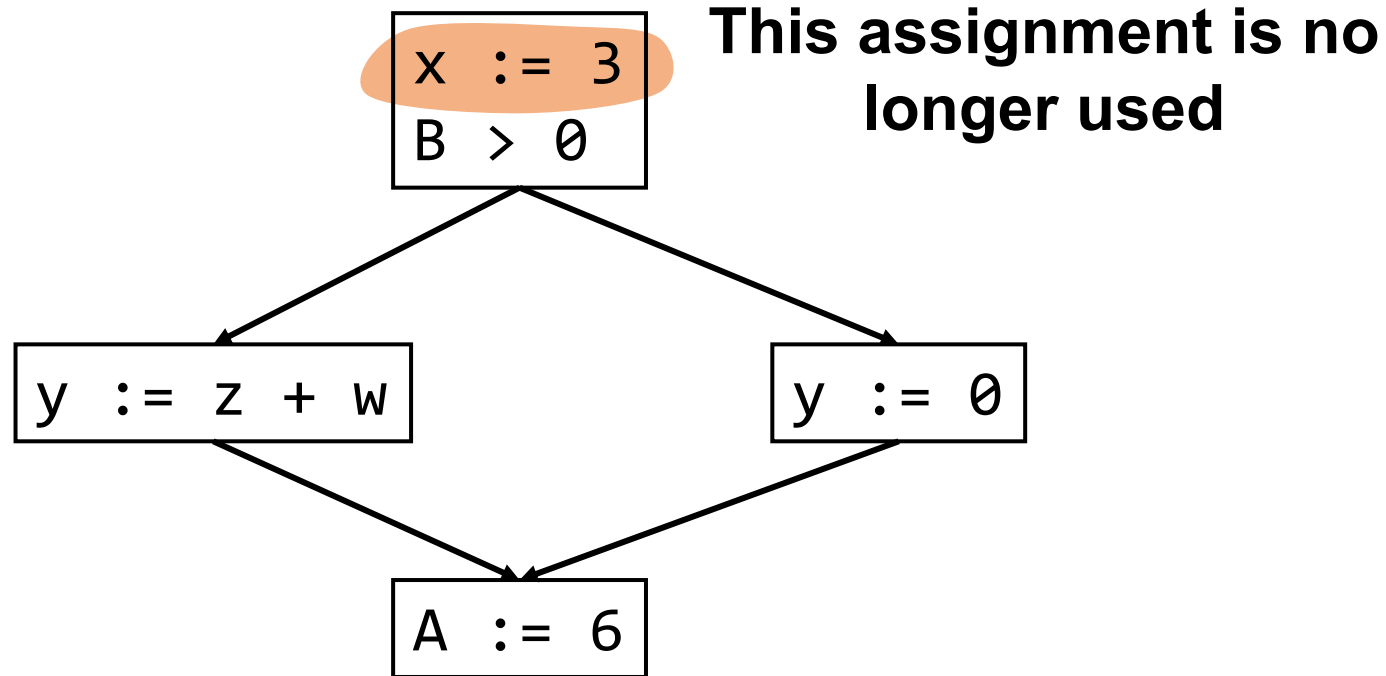 This assignment is no
longer used
x := 3
B > 0
y := z + w
y := 0
A := 6